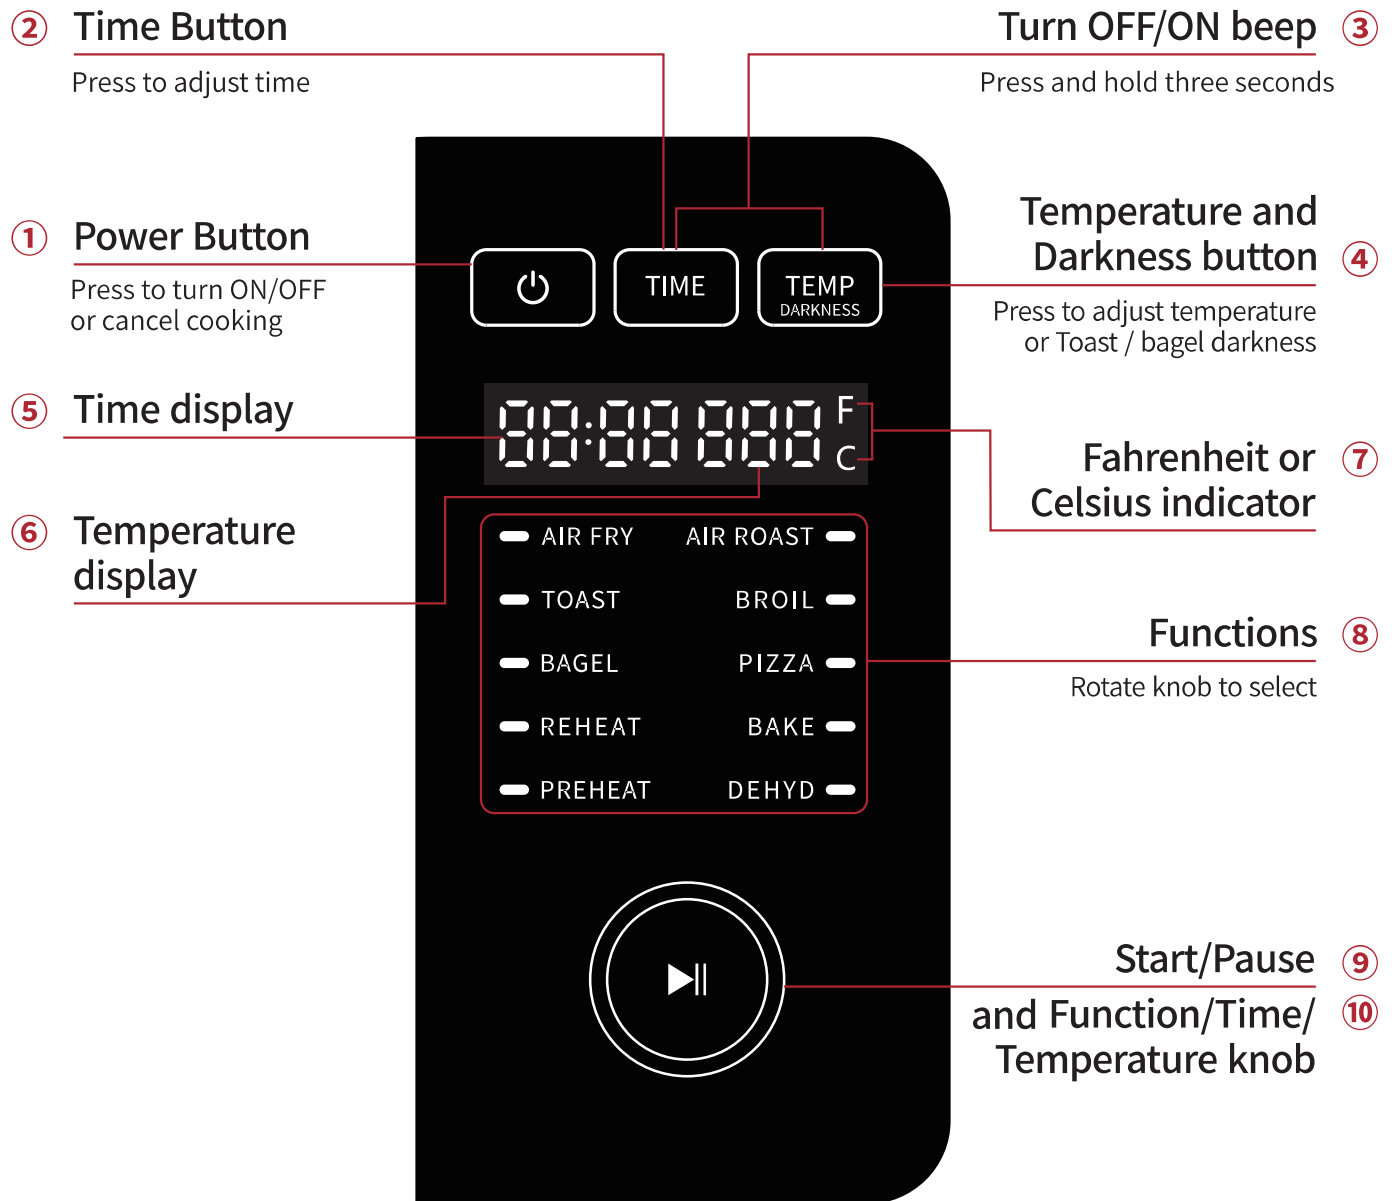 ② Time Button
Press to adjust time
Turn OFF/ON beep ③
Press and hold three seconds
① Power Button
Press to turn ON/OFF
or cancel cooking
Temperature and
Darkness button ④
Press to adjust temperature
or Toast / bagel darkness
TIME
TEMP
DARKNESS
⑤ Time display
88:88 888 F
C
Fahrenheit or ⑦
Celsius indicator
⑥ Temperature
display
AIR FRY AIR ROAST
TOAST BROIL
BAGEL PIZZA
REHEAT BAKE
PREHEAT DEHYD
Functions ⑧
Rotate knob to select
Start/Pause ⑨
and Function/Time/ ⑩
Temperature knob